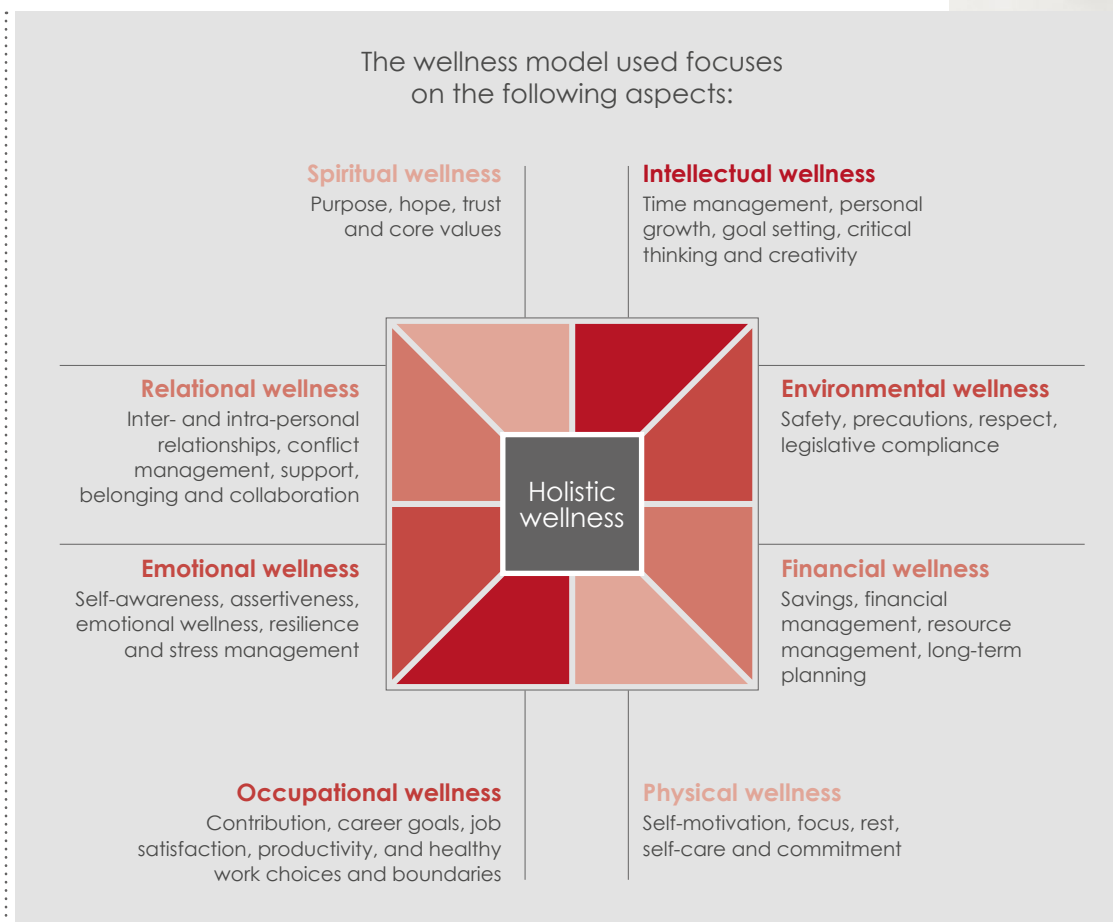 The wellness model used focuses
on the following aspects:
Spiritual wellness
Purpose, hope, trust
and core values
Intellectual wellness
Time management, personal
growth, goal setting, critical
thinking and creativity
Relational wellness
Inter- and intra-personal
relationships, conflict
management, support,
belonging and collaboration
Environmental wellness
Safety, precautions, respect,
legislative compliance
Holistic
wellness
Emotional wellness
Self-awareness, assertiveness,
emotional wellness, resilience
and stress management
Financial wellness
Savings, financial
management, resource
management, long-term
planning
Occupational wellness
Contribution, career goals, job
satisfaction, productivity, and healthy
work choices and boundaries
Physical wellness
Self-motivation, focus, rest,
self-care and commitment